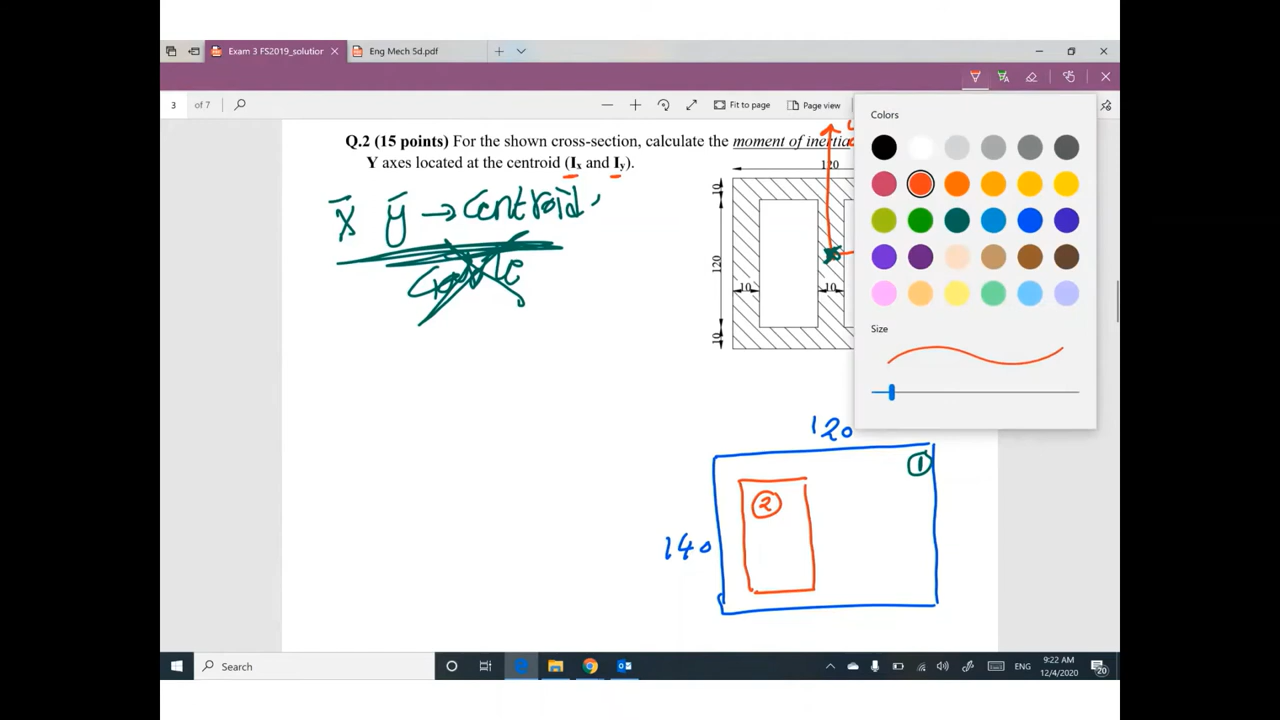 Exam 3 FS2019_solution
Eng Mech 5d.pdf
3 of 7
Fit to page
Page view
Colors
Size
Q.2 (15 points) For the shown cross-section, calculate the moment of inertia
Y axes located at the centroid (Ix and Iy).
x̄ ȳ → Centroid
120
10
120
10
10
10
120
1
2
140
Search
ENG
9:22 AM
12/4/2020
20